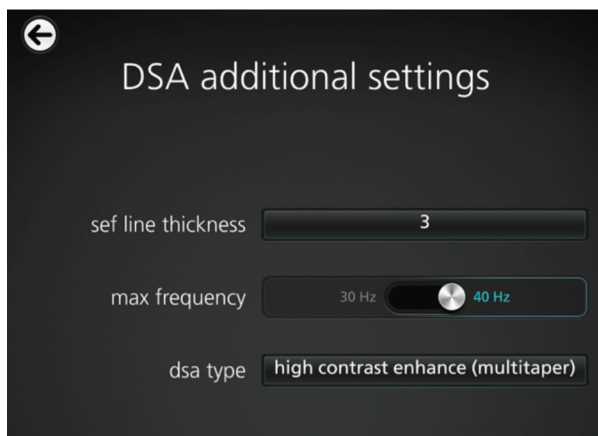 DSA additional settings
sef line thickness 3
max frequency 30 Hz 40 Hz
dsa type high contrast enhance (multitaper)